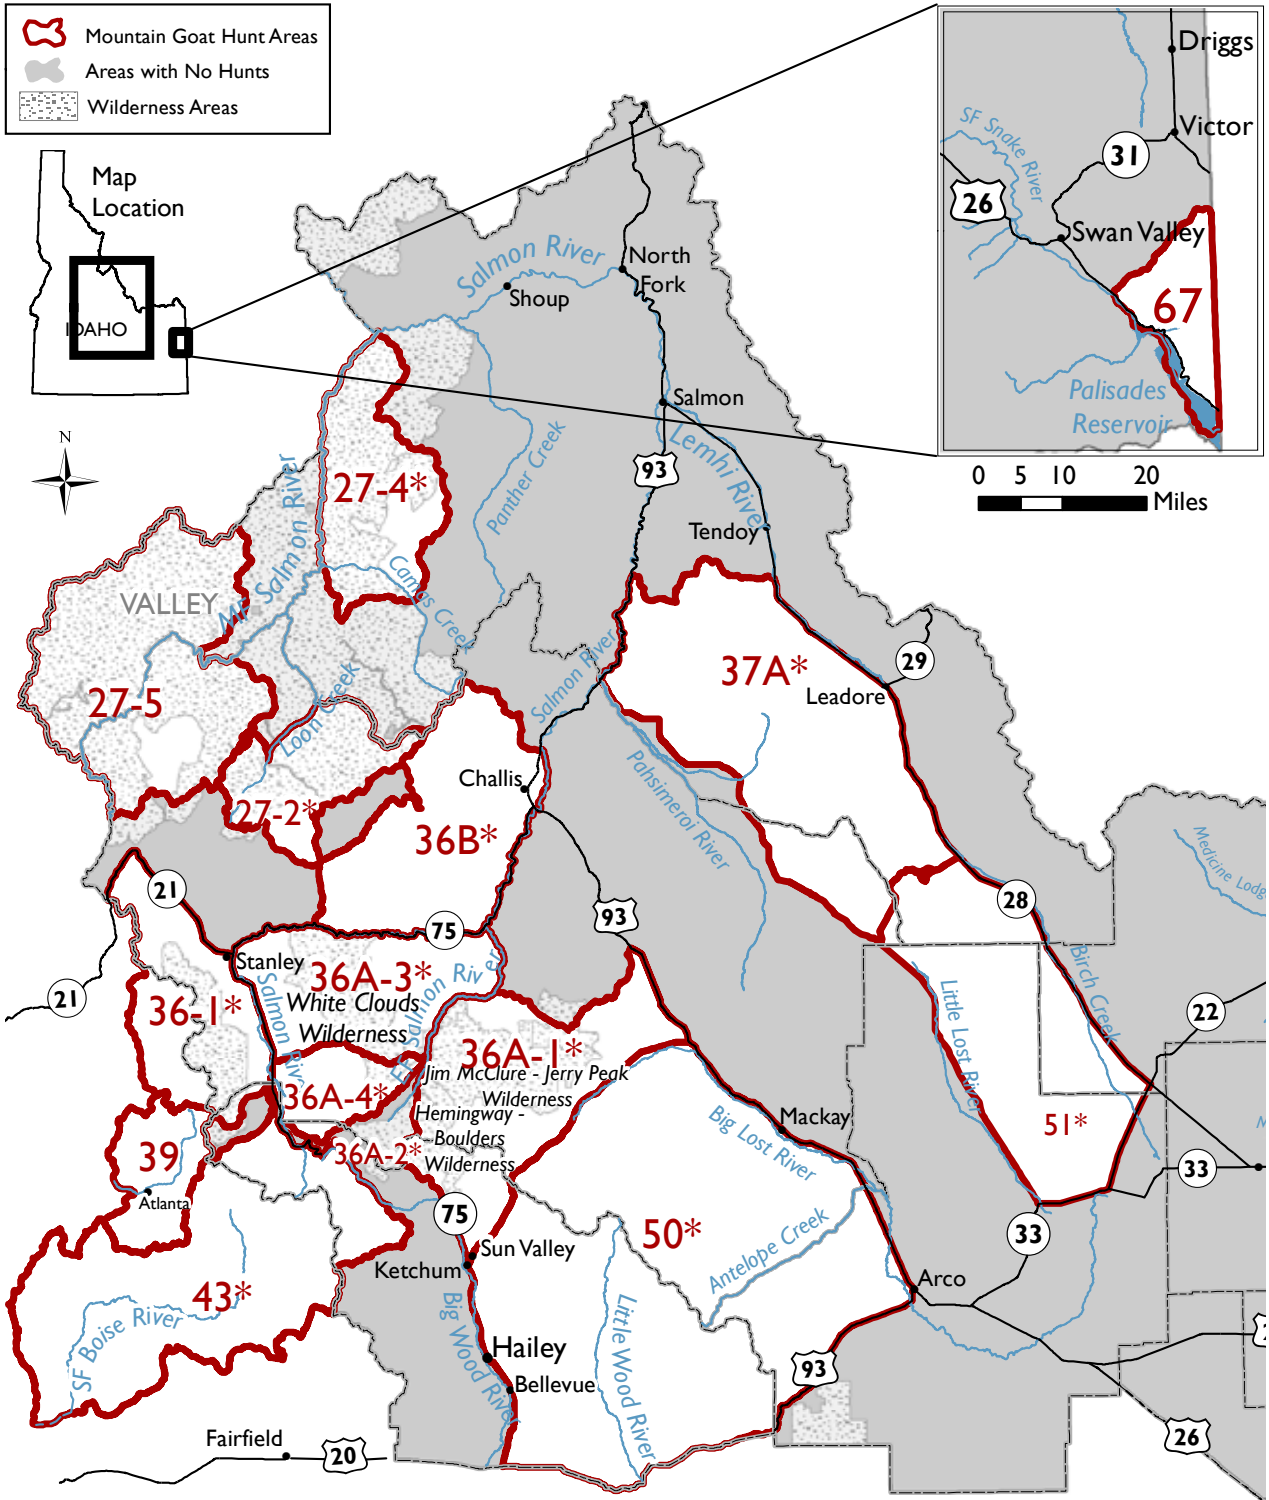 Mountain Goat Hunt Areas
Areas with No Hunts
Wilderness Areas
Map
Location
IDAHO
N
Driggs
Victor
31
SF Snake River
26
Swan Valley
67
Palisades
Reservoir
0 5 10 20
Miles
Salmon River
North
Fork
Shoup
Salmon
93
Lemhi River
Panther Creek
27-4*
MF Salmon River
Tendoy
Camas Creek
VALLEY
27-5
Loon Creek
Salmon River
37A*
29
Leadore
Pahsimeroi River
Challis
27-2*
36B*
21
75
93
28
Medicine Lodge
Stanley
36A-3*
White Clouds
Wilderness
EF Salmon River
Salmon River
21
36-1*
36A-1*
Jim McClure - Jerry Peak
Wilderness
36A-4*
Hemingway -
Boulders
Wilderness
36A-2*
39
Atlanta
Little Lost River
Birch Creek
22
51*
33
33
Mackay
Big Lost River
Antelope Creek
75
Sun Valley
Ketchum
50*
Arco
43*
SF Boise River
Big Wood River
Hailey
Bellevue
Little Wood River
93
Fairfield
20
26